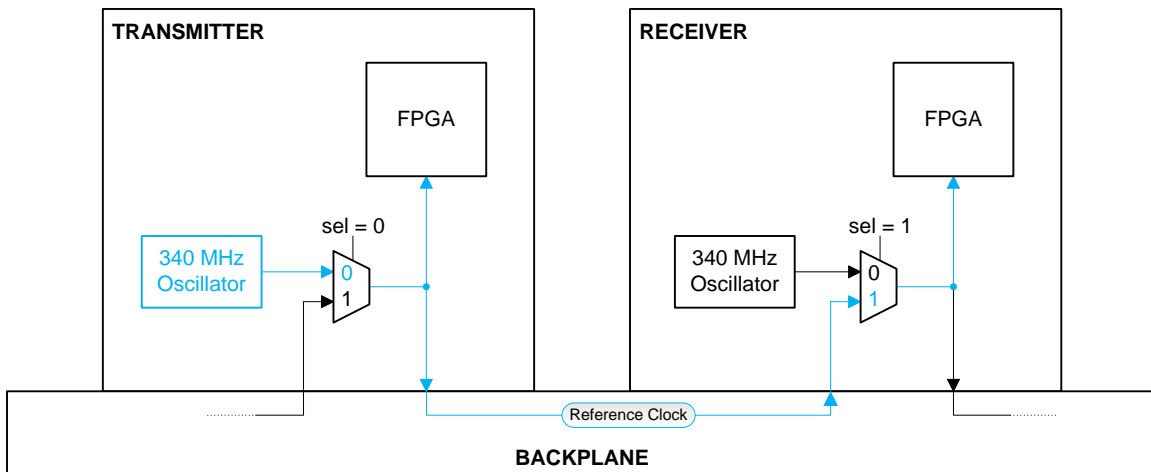 TRANSMITTER
FPGA
sel = 0
340 MHz
Oscillator
0
1
RECEIVER
FPGA
sel = 1
340 MHz
Oscillator
0
1
Reference Clock
BACKPLANE